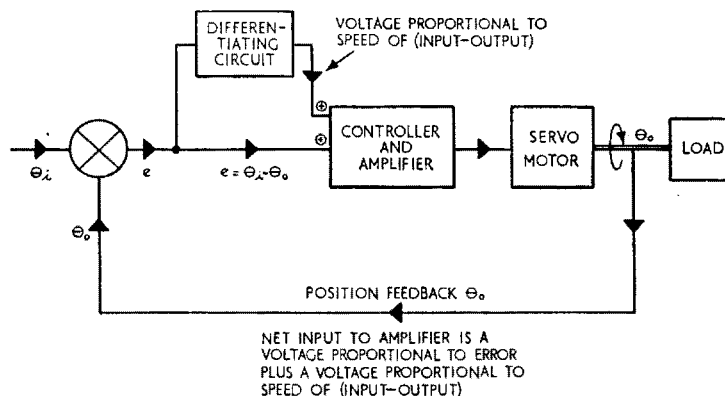 DIFFEREN-
TIATING
CIRCUIT
VOLTAGE PROPORTIONAL TO
SPEED OF (INPUT-OUTPUT)
⊕
⊕
CONTROLLER
AND
AMPLIFIER
SERVO
MOTOR
θₒ
LOAD
θᵢ
e
e = θᵢ-θₒ
θₒ
POSITION FEEDBACK θₒ
NET INPUT TO AMPLIFIER IS A
VOLTAGE PROPORTIONAL TO ERROR
PLUS A VOLTAGE PROPORTIONAL TO
SPEED OF (INPUT-OUTPUT)